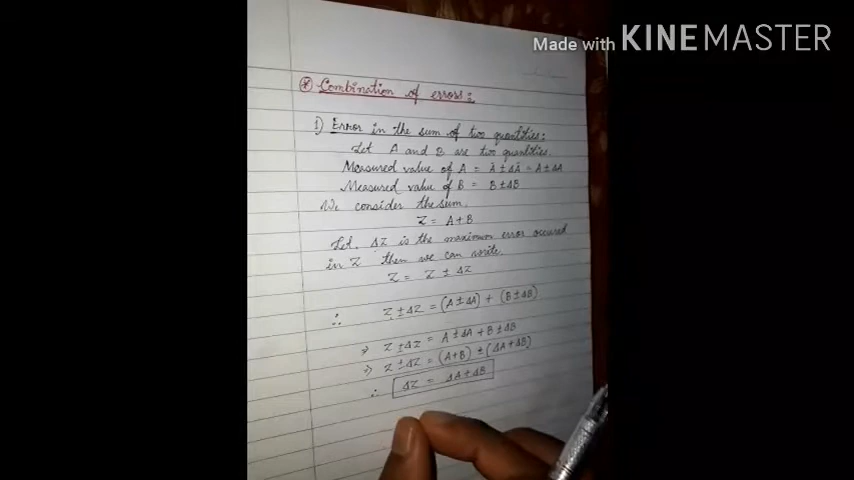 Made with KINEMASTER
* Combination of errors:
1) Error in the sum of two quantities:
Let A and B are two quantities.
Measured value of A = A ± ΔA = A ± ΔA
Measured value of B = B ± ΔB
We consider the sum.
Z = A+B
Let. ΔZ is the maximum error occured
in Z then we can write.
Z = Z ± ΔZ
∴ Z ± ΔZ = (A ± ΔA) + (B ± ΔB)
⇒ Z ± ΔZ = A ± ΔA + B ± ΔB
⇒ Z ± ΔZ = (A+B) ± (ΔA + ΔB)
∴ ΔZ = ΔA + ΔB